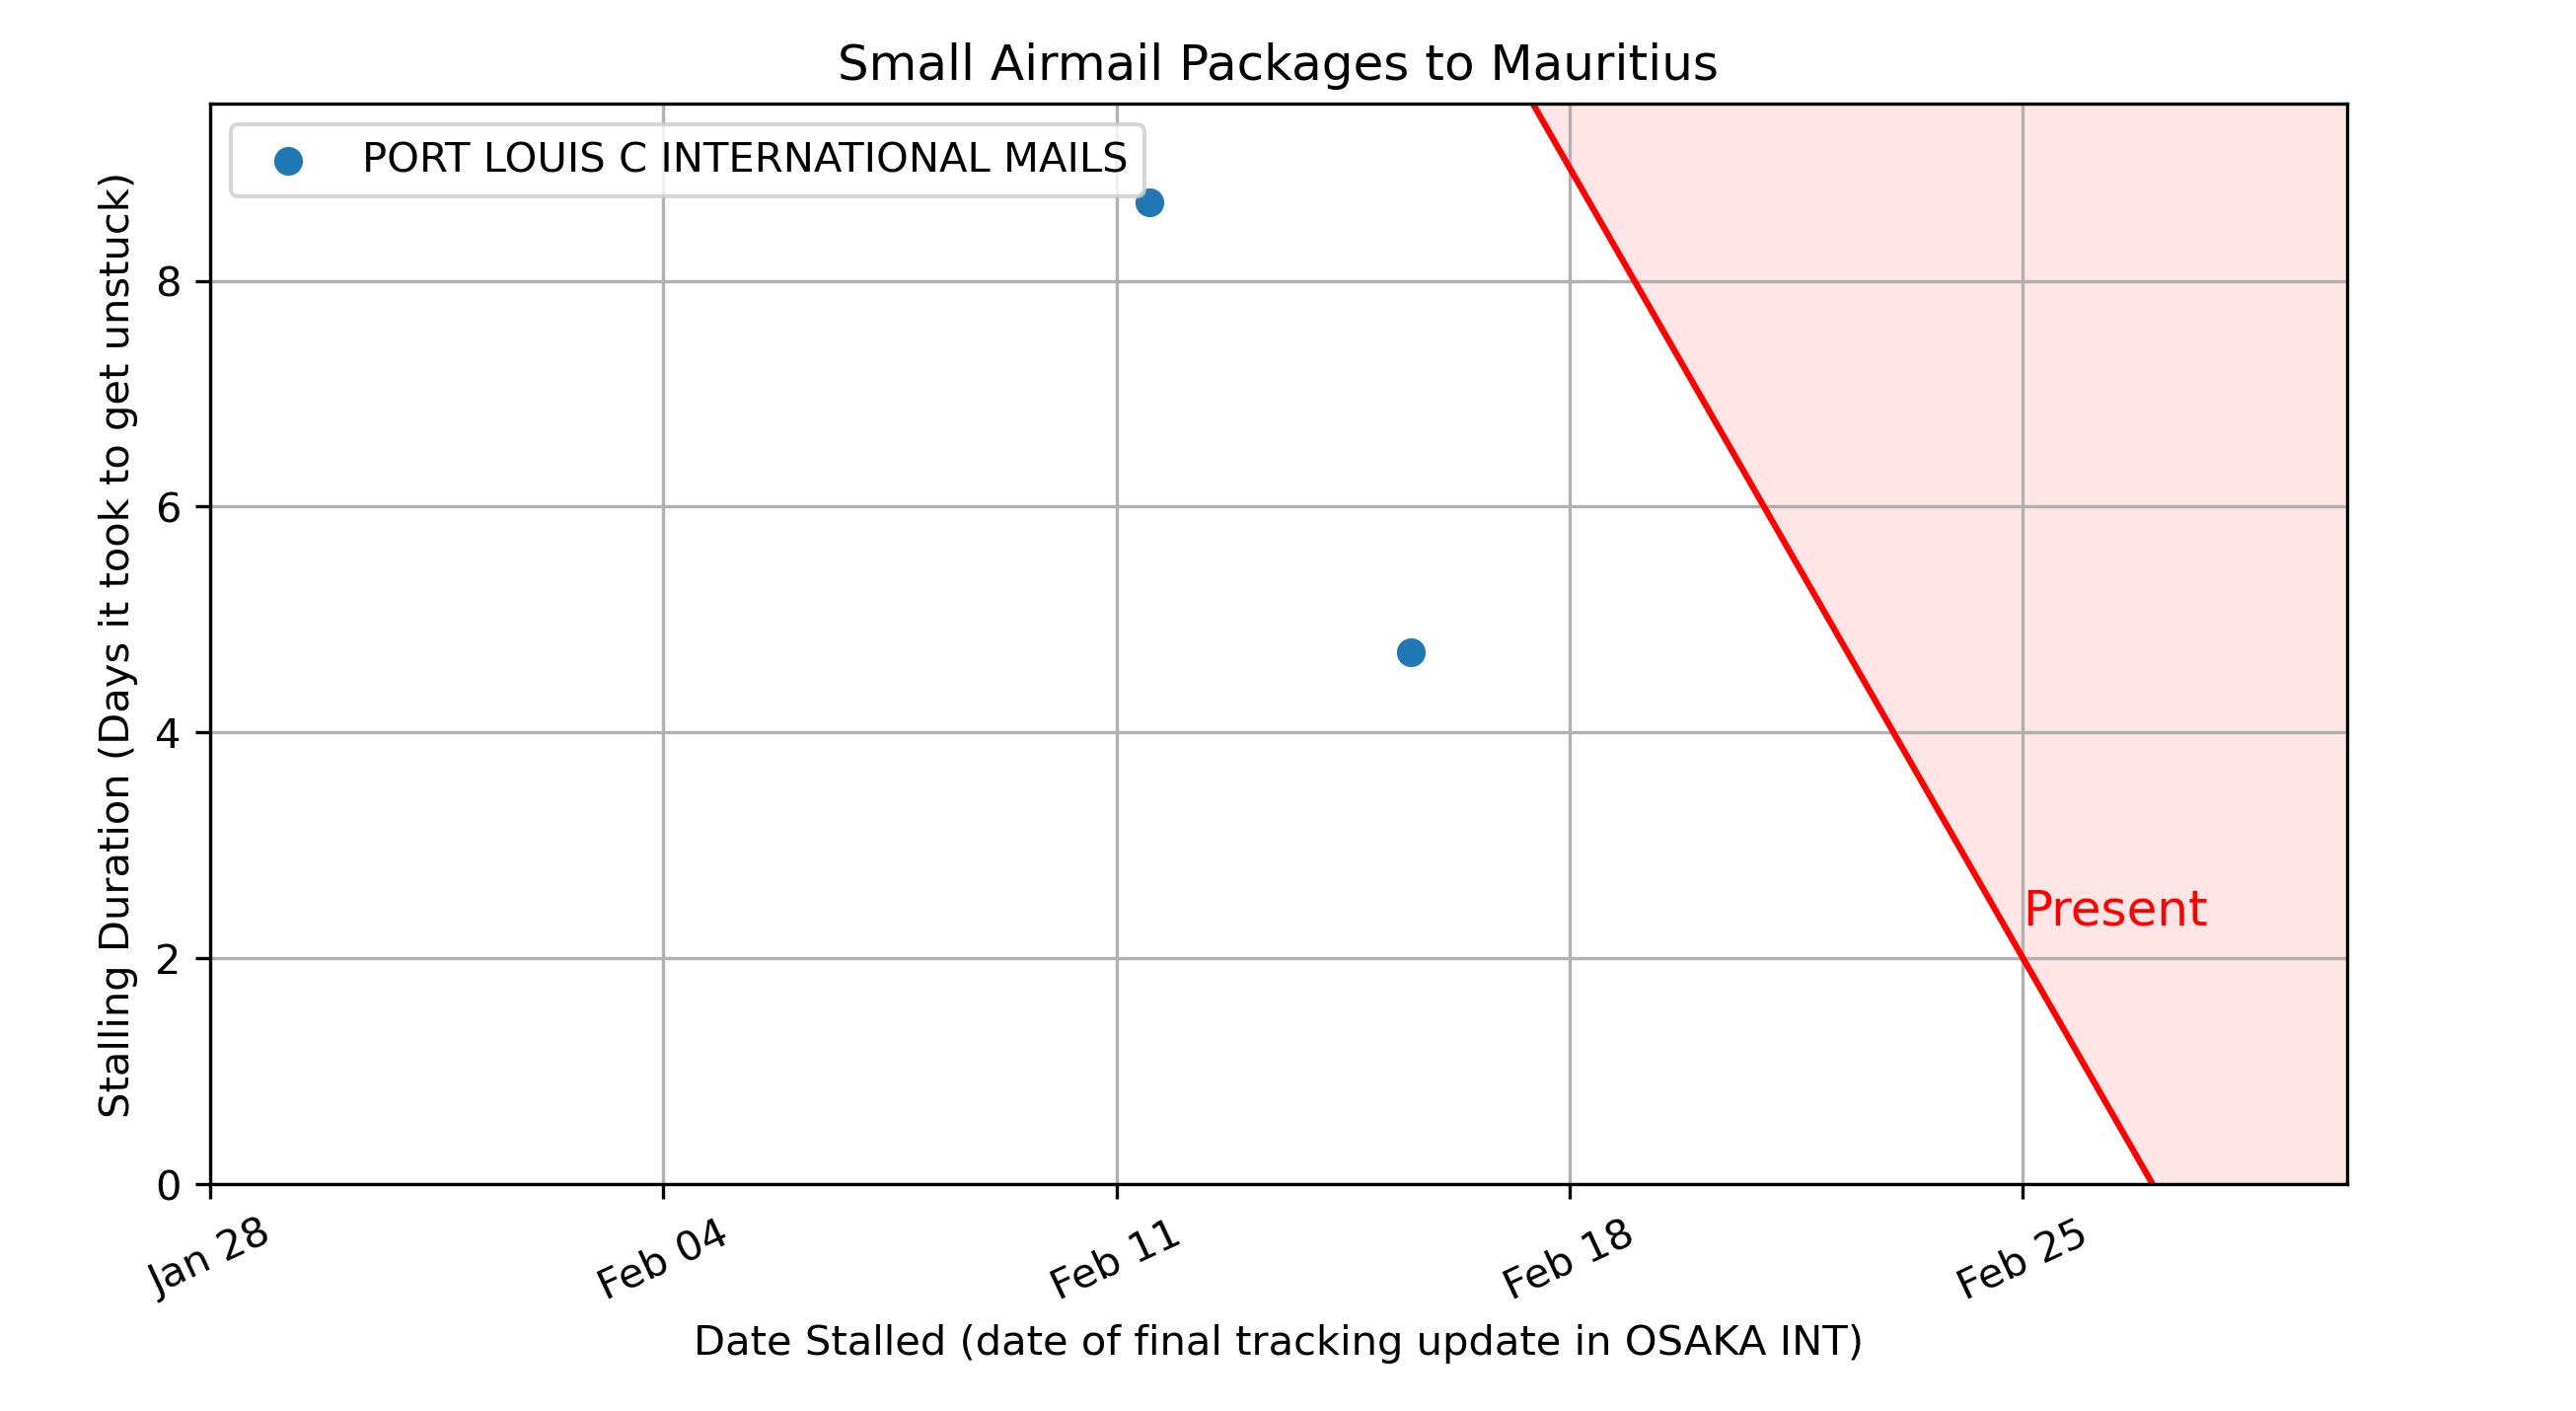 Small Airmail Packages to Mauritius
PORT LOUIS C INTERNATIONAL MAILS
Stalling Duration (Days it took to get unstuck)
8
6
4
2
0
Present
Jan 28
Feb 04
Feb 11
Feb 18
Feb 25
Date Stalled (date of final tracking update in OSAKA INT)